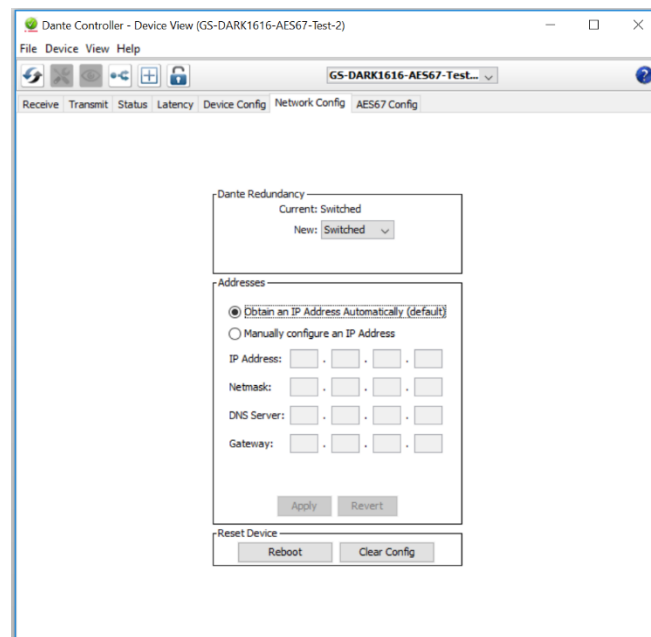 Dante Controller - Device View (GS-DARK1616-AES67-Test-2)
File Device View Help
GS-DARK1616-AES67-Test...
?
Receive Transmit Status Latency Device Config Network Config AES67 Config
Dante Redundancy
Current: Switched
New: Switched
Addresses
Obtain an IP Address Automatically (default)
Manually configure an IP Address
IP Address: . . .
Netmask: . . .
DNS Server: . . .
Gateway: . . .
Apply Revert
Reset Device
Reboot Clear Config